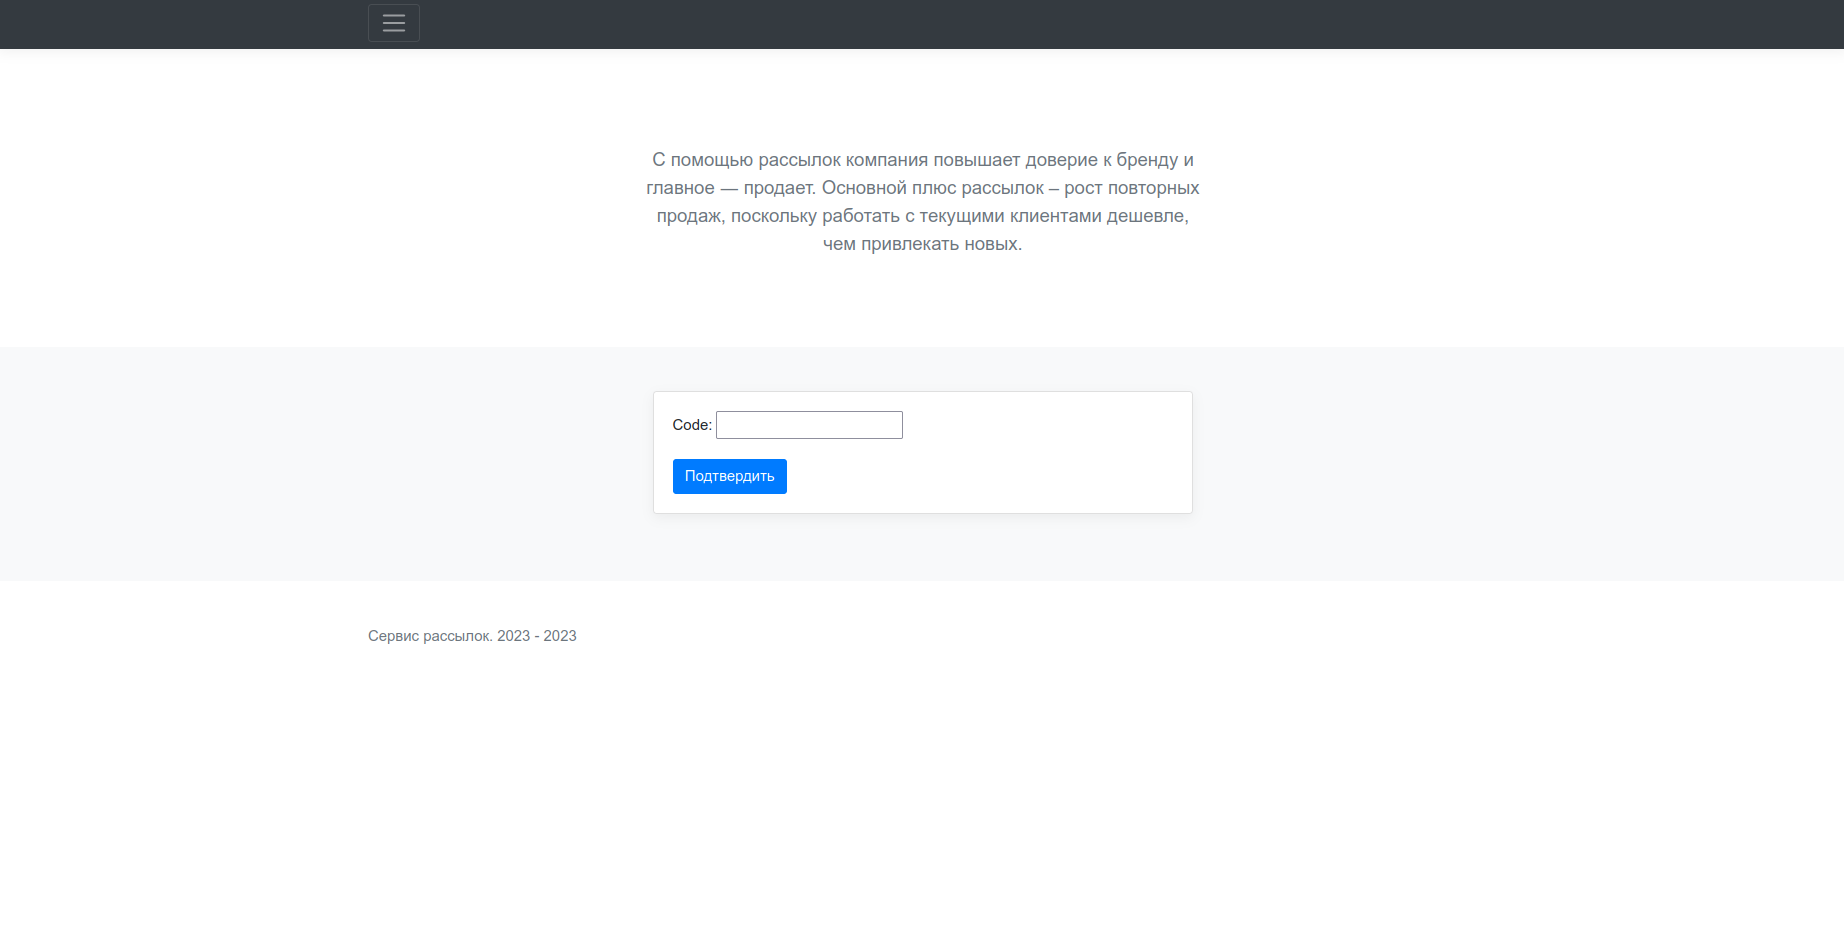 С помощью рассылок компания повышает доверие к бренду и
главное — продает. Основной плюс рассылок – рост повторных
продаж, поскольку работать с текущими клиентами дешевле,
чем привлекать новых.
Code:
Подтвердить
Сервис рассылок. 2023 - 2023